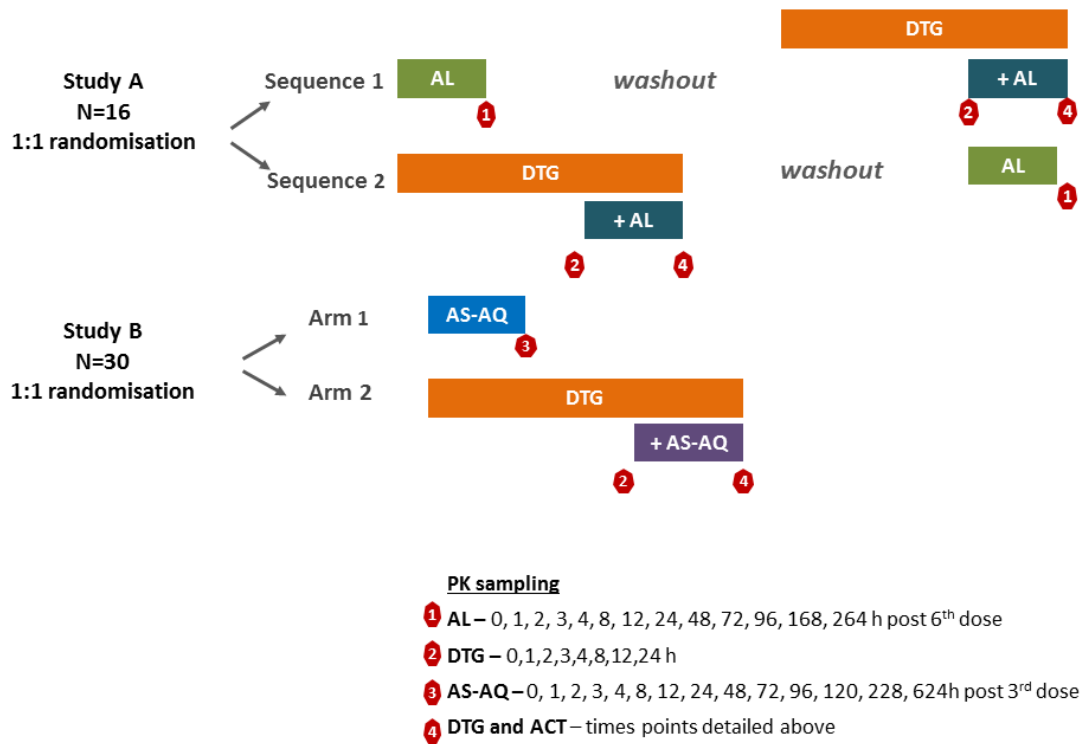 DTG
Study A
N=16
1:1 randomisation
Sequence 1
AL
washout
+ AL
1
2
4
Sequence 2
DTG
washout
AL
1
+ AL
2
4
Study B
N=30
1:1 randomisation
Arm 1
AS-AQ
3
Arm 2
DTG
+ AS-AQ
2
4
PK sampling
1 AL – 0, 1, 2, 3, 4, 8, 12, 24, 48, 72, 96, 168, 264 h post 6th dose
2 DTG – 0,1,2,3,4,8,12,24 h
3 AS-AQ – 0, 1, 2, 3, 4, 8, 12, 24, 48, 72, 96, 120, 228, 624h post 3rd dose
4 DTG and ACT – times points detailed above